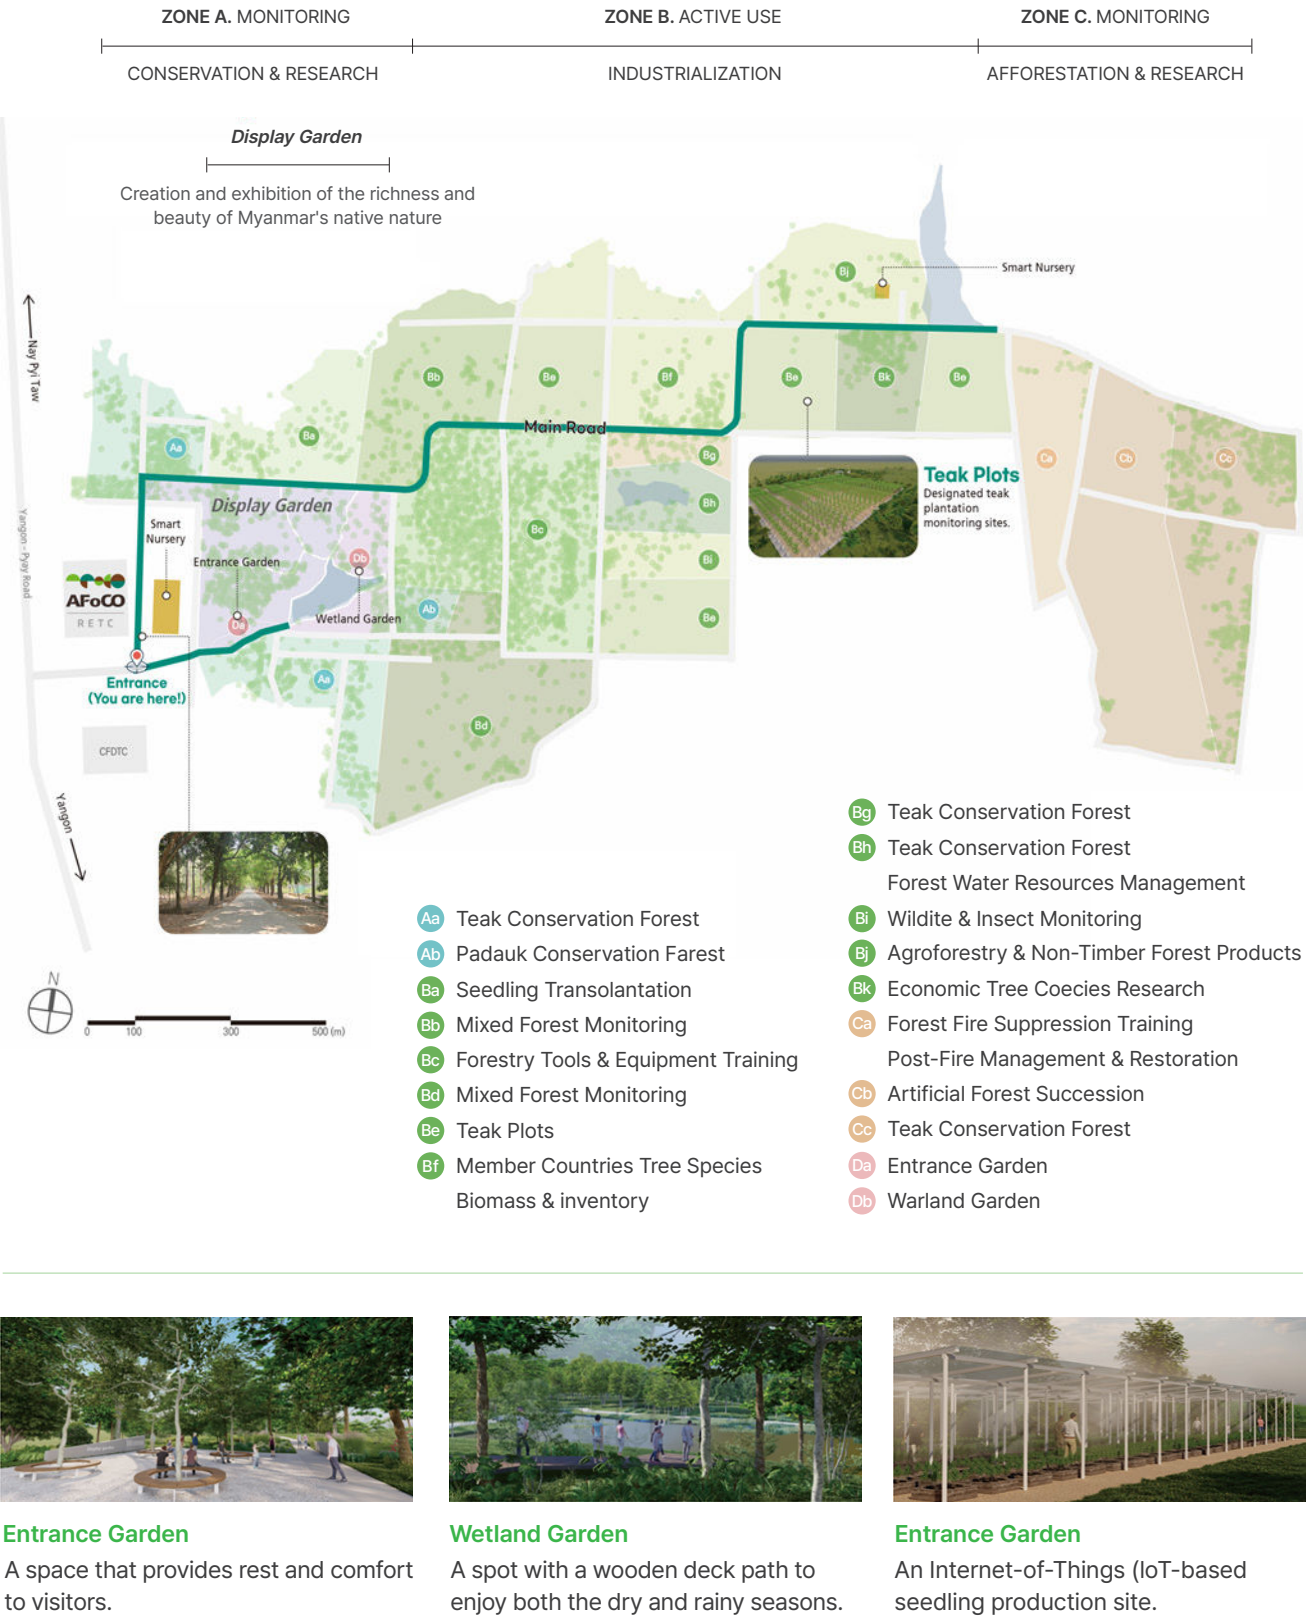 ZONE A. MONITORING
ZONE B. ACTIVE USE
ZONE C. MONITORING
CONSERVATION & RESEARCH
INDUSTRIALIZATION
AFFORESTATION & RESEARCH
Display Garden
Creation and exhibition of the richness and
beauty of Myanmar's native nature
Bj
Smart Nursery
Nay Pyi Taw
Bb
Be
Bf
Be
Bk
Be
Main Road
Ba
Aa
Bg
Ca
Cb
Cc
Teak Plots
Designated teak
plantation
monitoring sites.
Display Garden
Bh
Smart
Nursery
Bc
Yangon - Pyay Road
Entrance Garden
Db
Bi
AFoCO
RETC
Ab
Da
Wetland Garden
Be
Entrance
(You are here!)
Aa
Bd
CFDTC
Yangon
N
0
100
300
500 (m)
Aa Teak Conservation Forest
Ab Padauk Conservation Farest
Ba Seedling Transolantation
Bb Mixed Forest Monitoring
Bc Forestry Tools & Equipment Training
Bd Mixed Forest Monitoring
Be Teak Plots
Bf Member Countries Tree Species
Biomass & inventory
Bg Teak Conservation Forest
Bh Teak Conservation Forest
Forest Water Resources Management
Bi Wildite & Insect Monitoring
Bj Agroforestry & Non-Timber Forest Products
Bk Economic Tree Coecies Research
Ca Forest Fire Suppression Training
Post-Fire Management & Restoration
Cb Artificial Forest Succession
Cc Teak Conservation Forest
Da Entrance Garden
Db Warland Garden
Entrance Garden
A space that provides rest and comfort
to visitors.
Wetland Garden
A spot with a wooden deck path to
enjoy both the dry and rainy seasons.
Entrance Garden
An Internet-of-Things (IoT-based
seedling production site.